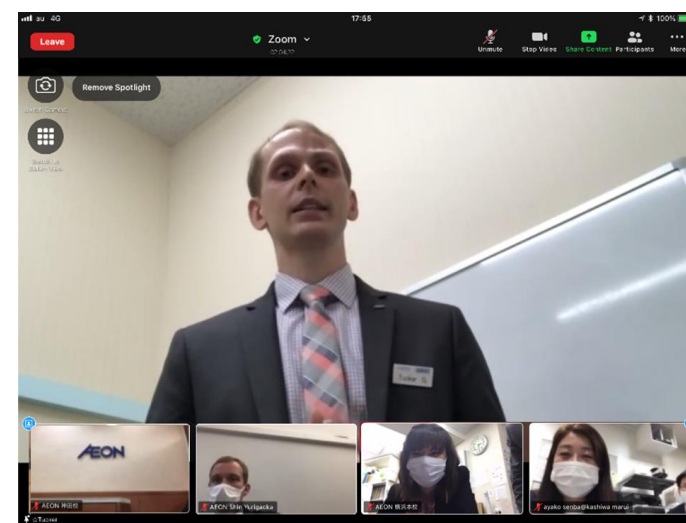 au 4G
17:55
100%
Leave
Zoom
Unmute
Stop Video
Share Content
Participants
More
Remove Spotlight
Tucker G
AEON
AEON 神田校
AEON Shin Yurigaoka
AEON 横浜本校
ayako senba@kashiwa marui